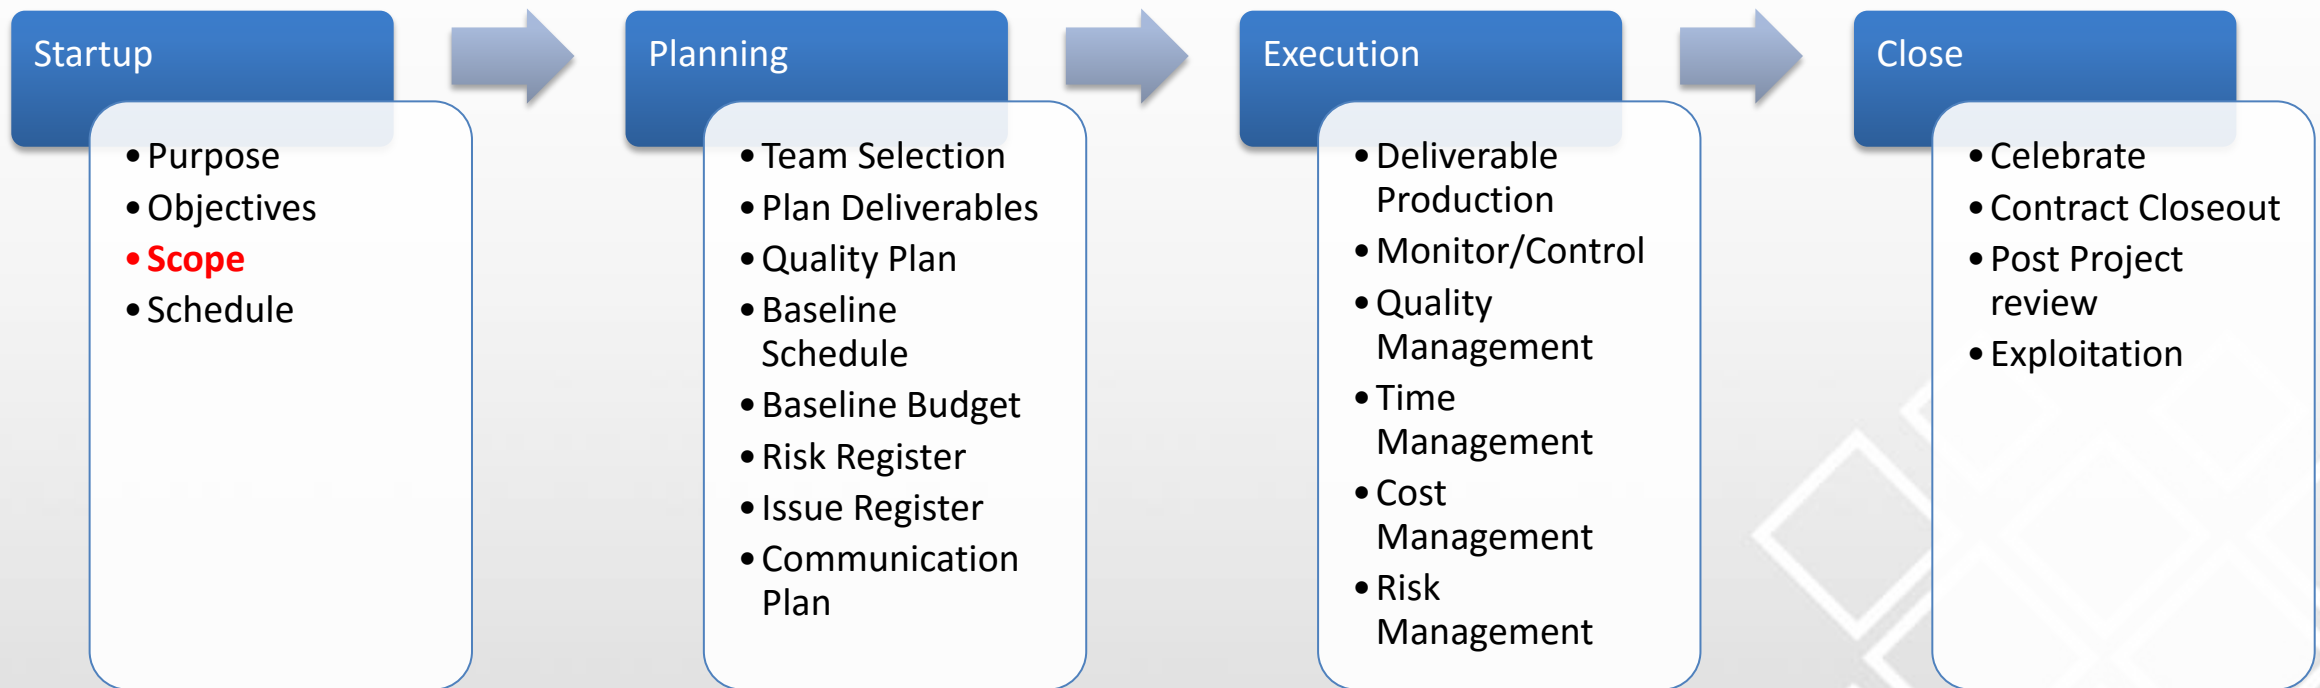 Startup
• Purpose
• Objectives
• Scope
• Schedule
Planning
• Team Selection
• Plan Deliverables
• Quality Plan
• Baseline
Schedule
• Baseline Budget
• Risk Register
• Issue Register
• Communication
Plan
Execution
• Deliverable
Production
• Monitor/Control
• Quality
Management
• Time
Management
• Cost
Management
• Risk
Management
Close
• Celebrate
• Contract Closeout
• Post Project
review
• Exploitation